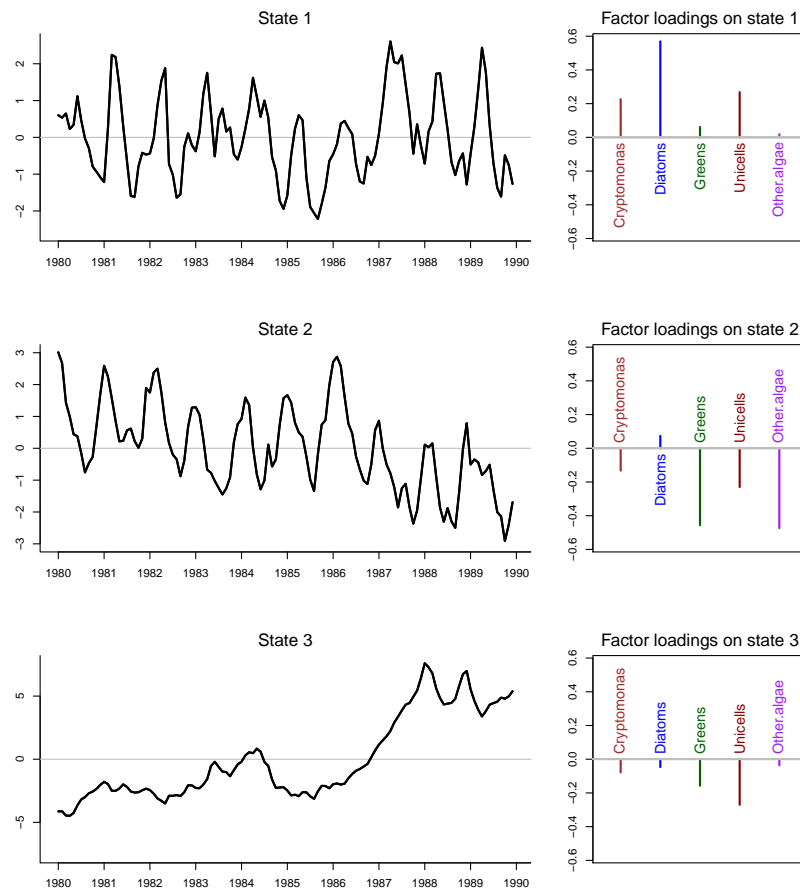 State 1
Factor loadings on state 1
2
1
0
−1
−2
1980 1981 1982 1983 1984 1985 1986 1987 1988 1989 1990
0.6
0.4
0.2
0.0
−0.2
−0.4
−0.6
Cryptomonas
Diatoms
Greens
Unicells
Other.algae
State 2
Factor loadings on state 2
3
2
1
0
−1
−2
−3
1980 1981 1982 1983 1984 1985 1986 1987 1988 1989 1990
0.6
0.4
0.2
0.0
−0.2
−0.4
−0.6
Cryptomonas
Diatoms
Greens
Unicells
Other.algae
State 3
Factor loadings on state 3
5
0
−5
1980 1981 1982 1983 1984 1985 1986 1987 1988 1989 1990
0.6
0.4
0.2
0.0
−0.2
−0.4
−0.6
Cryptomonas
Diatoms
Greens
Unicells
Other.algae